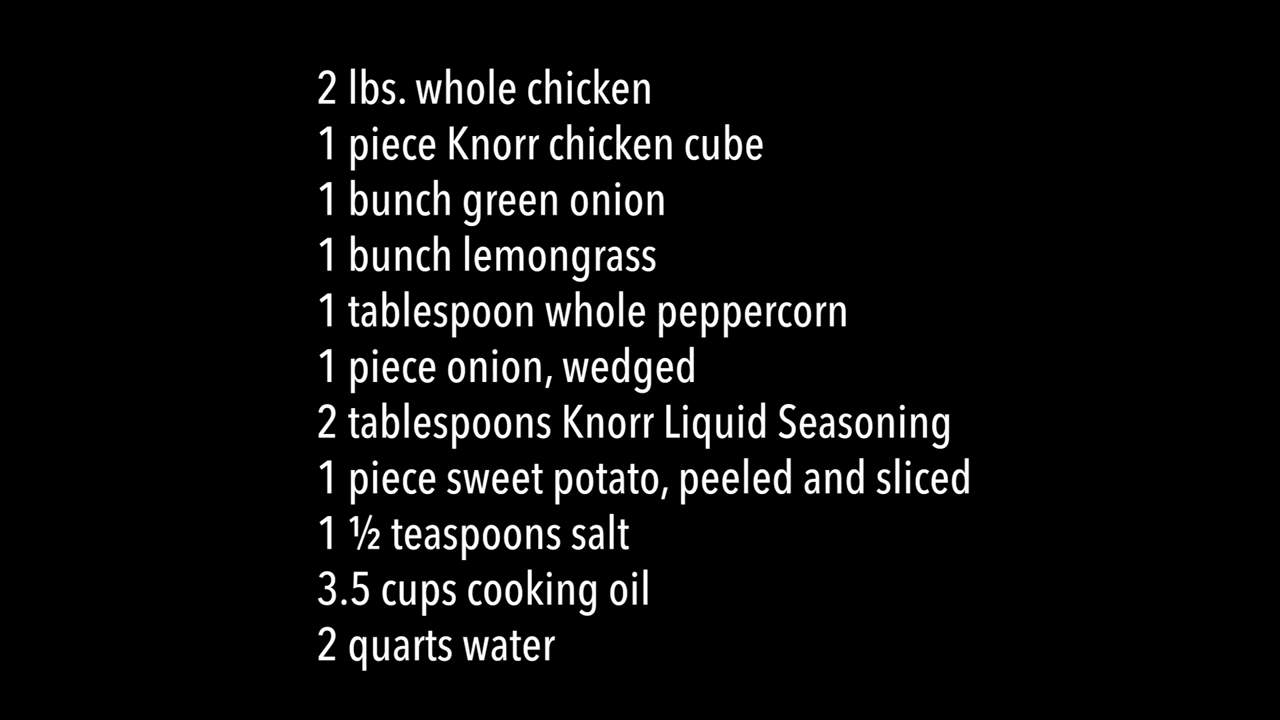 2 lbs. whole chicken
1 piece Knorr chicken cube
1 bunch green onion
1 bunch lemongrass
1 tablespoon whole peppercorn
1 piece onion, wedged
2 tablespoons Knorr Liquid Seasoning
1 piece sweet potato, peeled and sliced
1 ½ teaspoons salt
3.5 cups cooking oil
2 quarts water